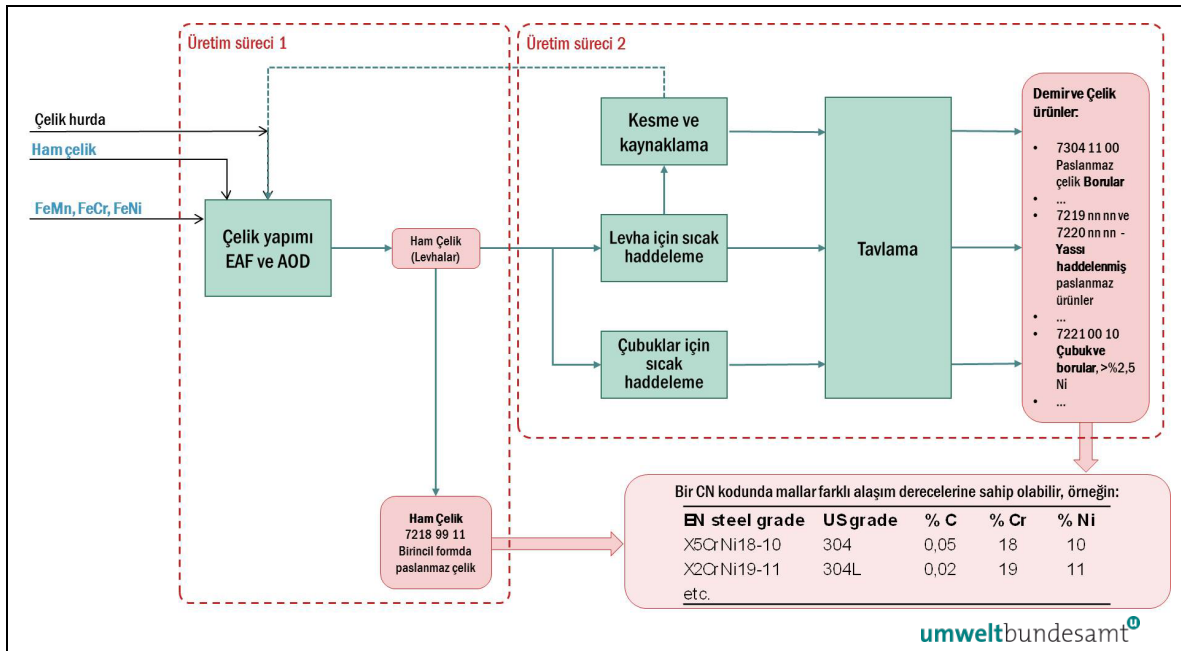 Üretim süreci 1
Üretim süreci 2
Çelik hurda
Ham çelik
FeMn, FeCr, FeNi
Çelik yapımı
EAF ve AOD
Ham Çelik
(Levhalar)
Kesme ve
kaynaklama
Levha için sıcak
haddeleme
Çubuklar için
sıcak
haddeleme
Tavlama
Demir ve Çelik
ürünler:
• 7304 11 00
Paslanmaz
çelik Borular
• ...
• 7219 nn nn ve
7220 nn nn -
Yassı
haddelenmiş
paslanmaz
ürünler
• ...
• 7221 00 10
Çubuk ve
borular, >%2,5
Ni
• ...
Ham Çelik
7218 99 11
Birincil formda
paslanmaz çelik
Bir CN kodunda mallar farklı alaşım derecelerine sahip olabilir, örneğin:
EN steel grade US grade % C % Cr % Ni
X5CrNi18-10 304 0,05 18 10
X2CrNi19-11 304L 0,02 19 11
etc.
umweltbundesamt u